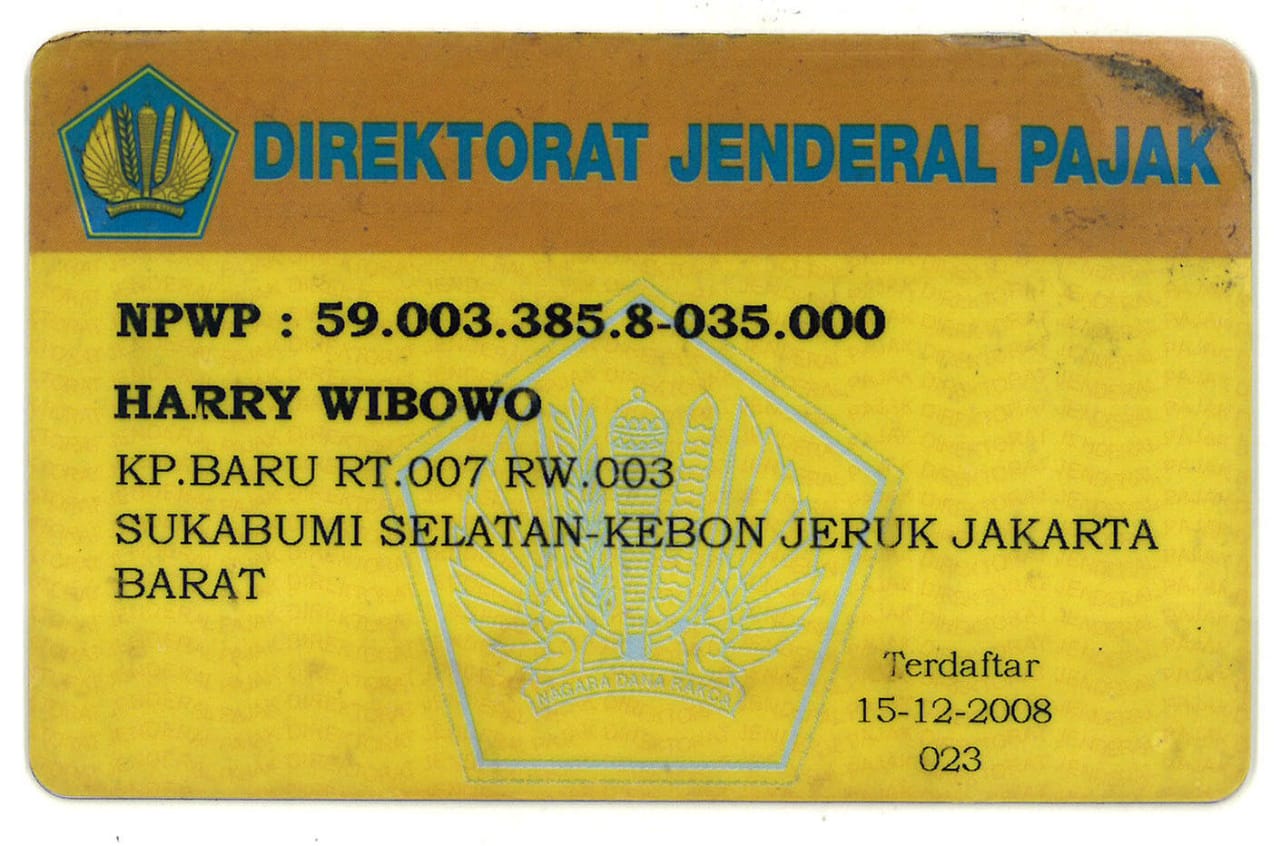 DIREKTORAT JENDERAL PAJAK
NPWP : 59.003.385.8-035.000
HARRY WIBOWO
KP.BARU RT.007 RW.003
SUKABUMI SELATAN-KEBON JERUK JAKARTA
BARAT
NAGARA DANA RAKCA
Terdaftar
15-12-2008
023